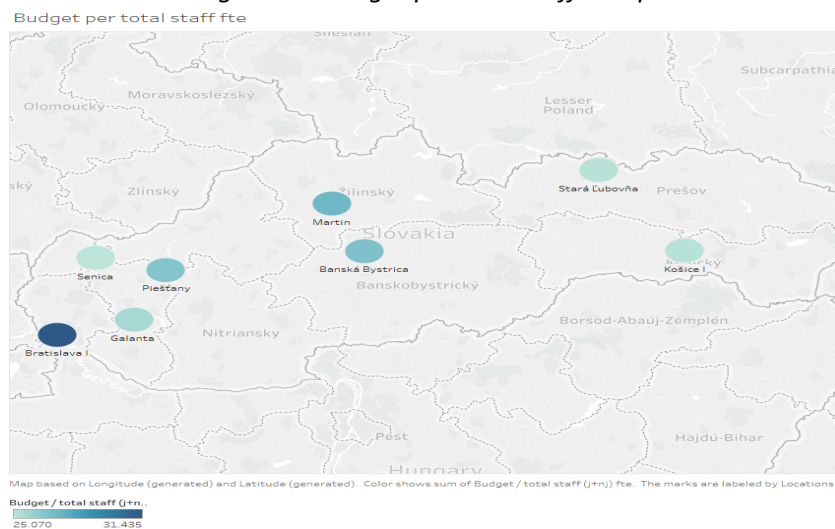 Budget per total staff fte
Silesian
Subcarpathia
Moravskoslezský
Olomoucký
Lesser
Poland
ský
Zlínský
Žilinský
Stará Ľubovňa
Prešov
Martin
Slovakia
Senica
Banská Bystrica
Košice I
Piešťany
Banskobystrický
Galanta
Nitriansky
Borsod-Abaúj-Zemplén
Bratislava I
Pest
Hajdú-Bihar
Hungary
Map based on Longitude (generated) and Latitude (generated). Color shows sum of Budget / total staff (j+nj) fte. The marks are labeled by Locations
Budget / total staff (j+n..
25.070 31.435